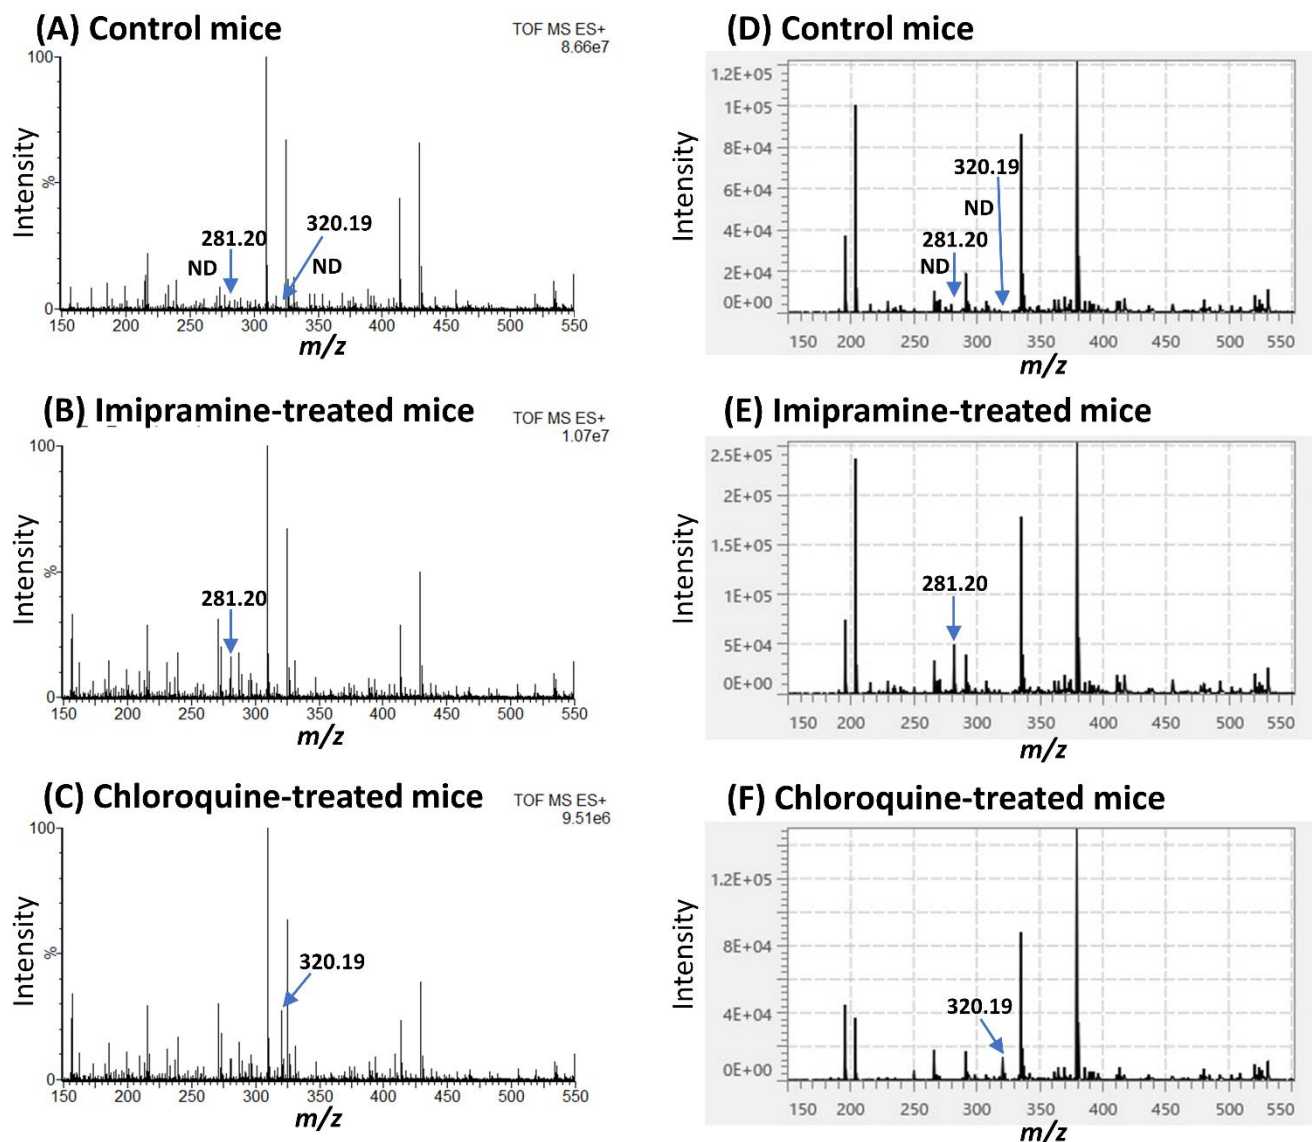 (A) Control mice
TOF MS ES+
8.66e7
100
Intensity
%
281.20
320.19
ND
ND
0
150 200 250 300 350 400 450 500 550
m/z
(D) Control mice
1.2E+05
1E+05
8E+04
6E+04
4E+04
2E+04
0E+00
Intensity
320.19
ND
281.20
ND
150 200 250 300 350 400 450 500 550
m/z
(B) Imipramine-treated mice
TOF MS ES+
1.07e7
100
Intensity
%
281.20
0
150 200 250 300 350 400 450 500 550
m/z
(E) Imipramine-treated mice
2.5E+05
2E+05
1.5E+05
1E+05
5E+04
0E+00
Intensity
281.20
150 200 250 300 350 400 450 500 550
m/z
(C) Chloroquine-treated mice
TOF MS ES+
9.51e6
100
Intensity
%
320.19
0
150 200 250 300 350 400 450 500 550
m/z
(F) Chloroquine-treated mice
1.2E+05
8E+04
4E+04
0E+00
Intensity
320.19
150 200 250 300 350 400 450 500 550
m/z